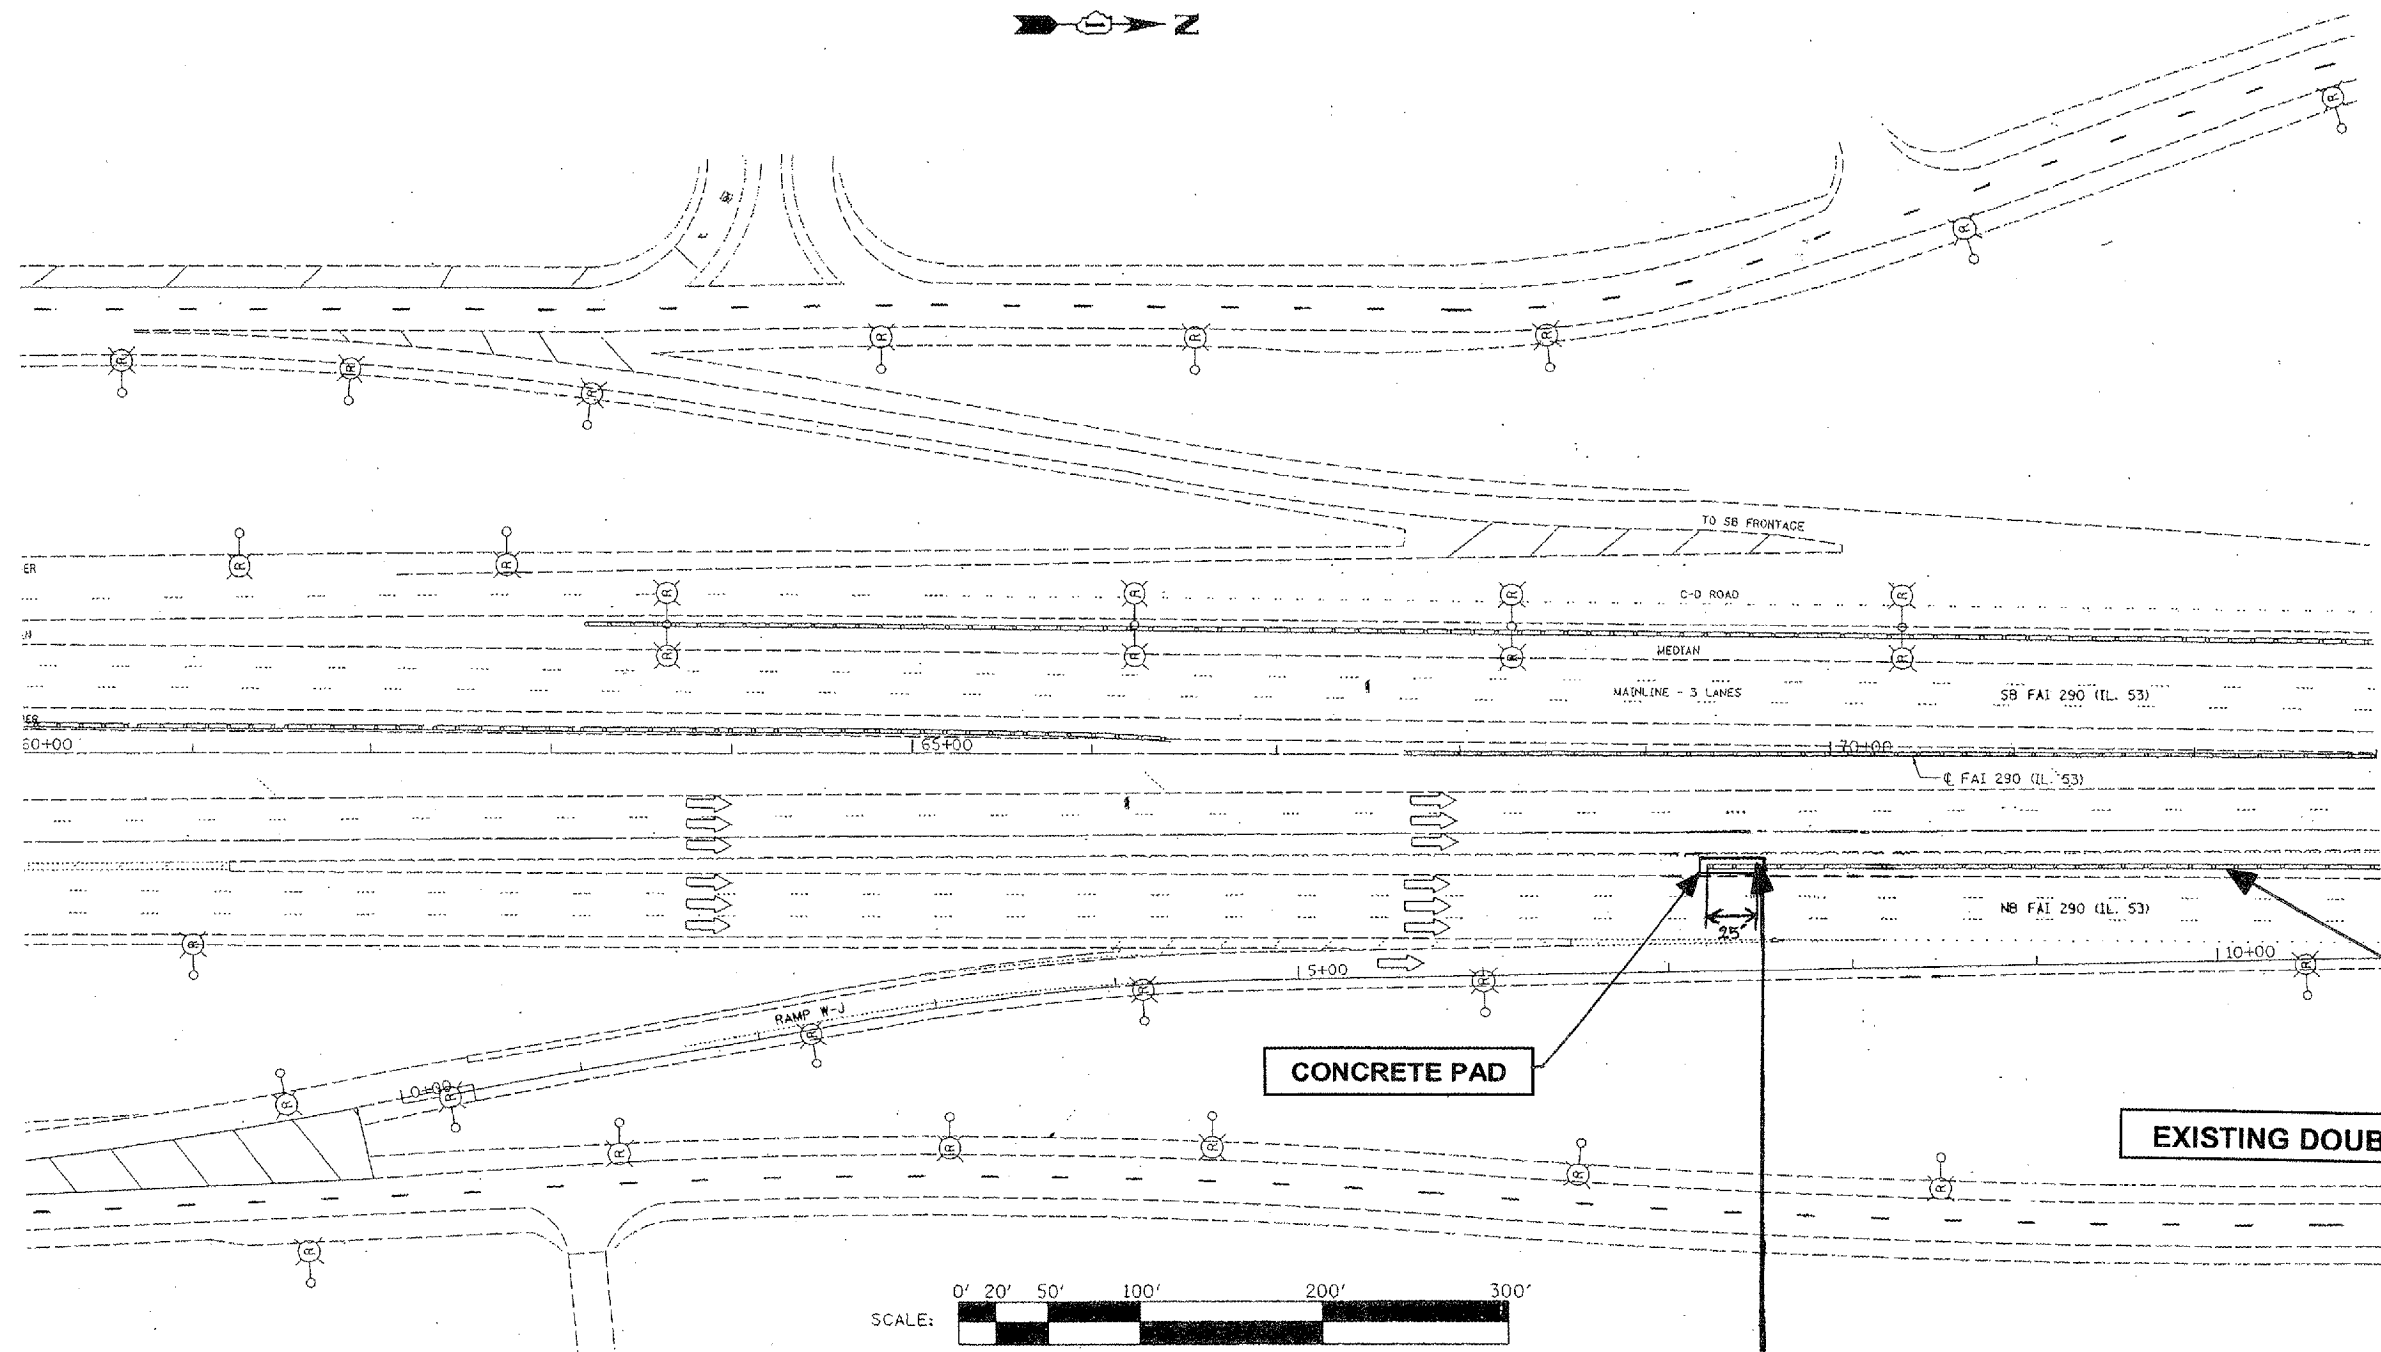 N
TO SB FRONTAGE
ER
C-D ROAD
MEDIAN
MAINLINE - 3 LANES
SB FAI 290 (IL. 53)
60+00
65+00
70+00
℄ FAI 290 (IL. 53)
NB FAI 290 (IL. 53)
25'
10+00
5+00
RAMP W-J
CONCRETE PAD
0+00
EXISTING DOUB
0' 20' 50' 100' 200' 300'
SCALE: